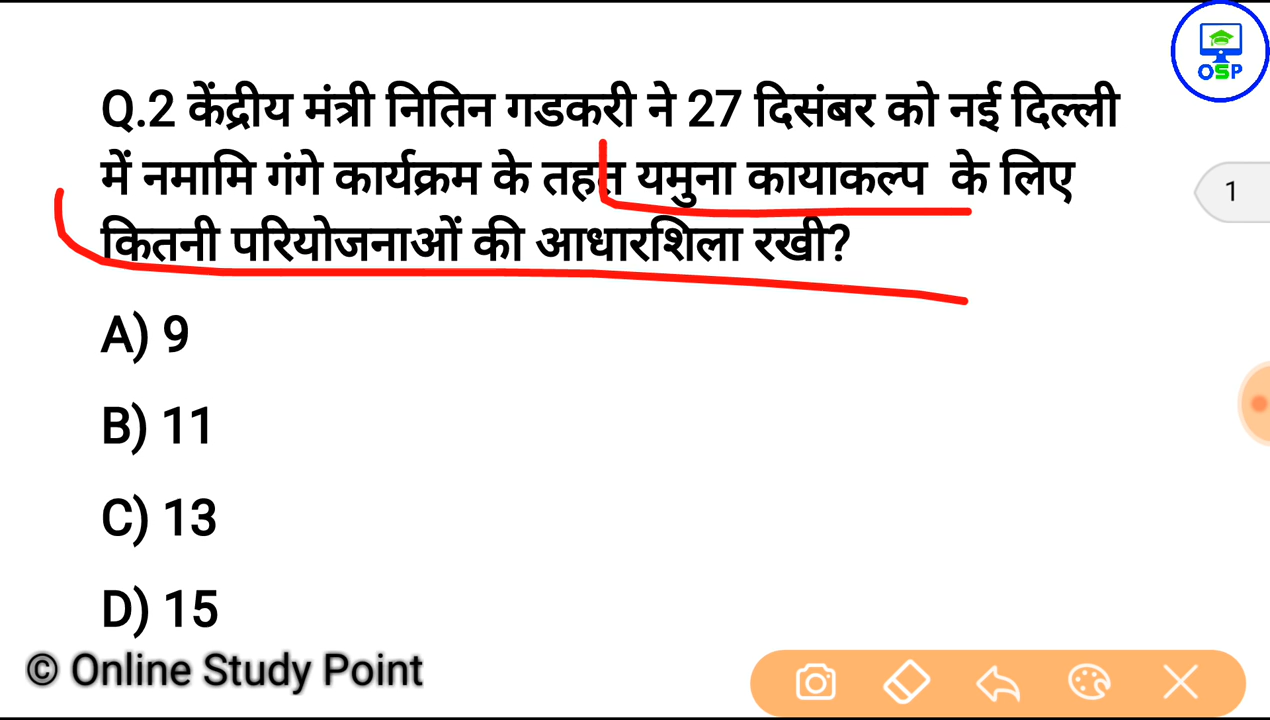 OSP
Q.2 केंद्रीय मंत्री नितिन गडकरी ने 27 दिसंबर को नई दिल्ली
में नमामि गंगे कार्यक्रम के तहत यमुना कायाकल्प के लिए
1
कितनी परियोजनाओं की आधारशिला रखी?
A) 9
B) 11
C) 13
D) 15
© Online Study Point